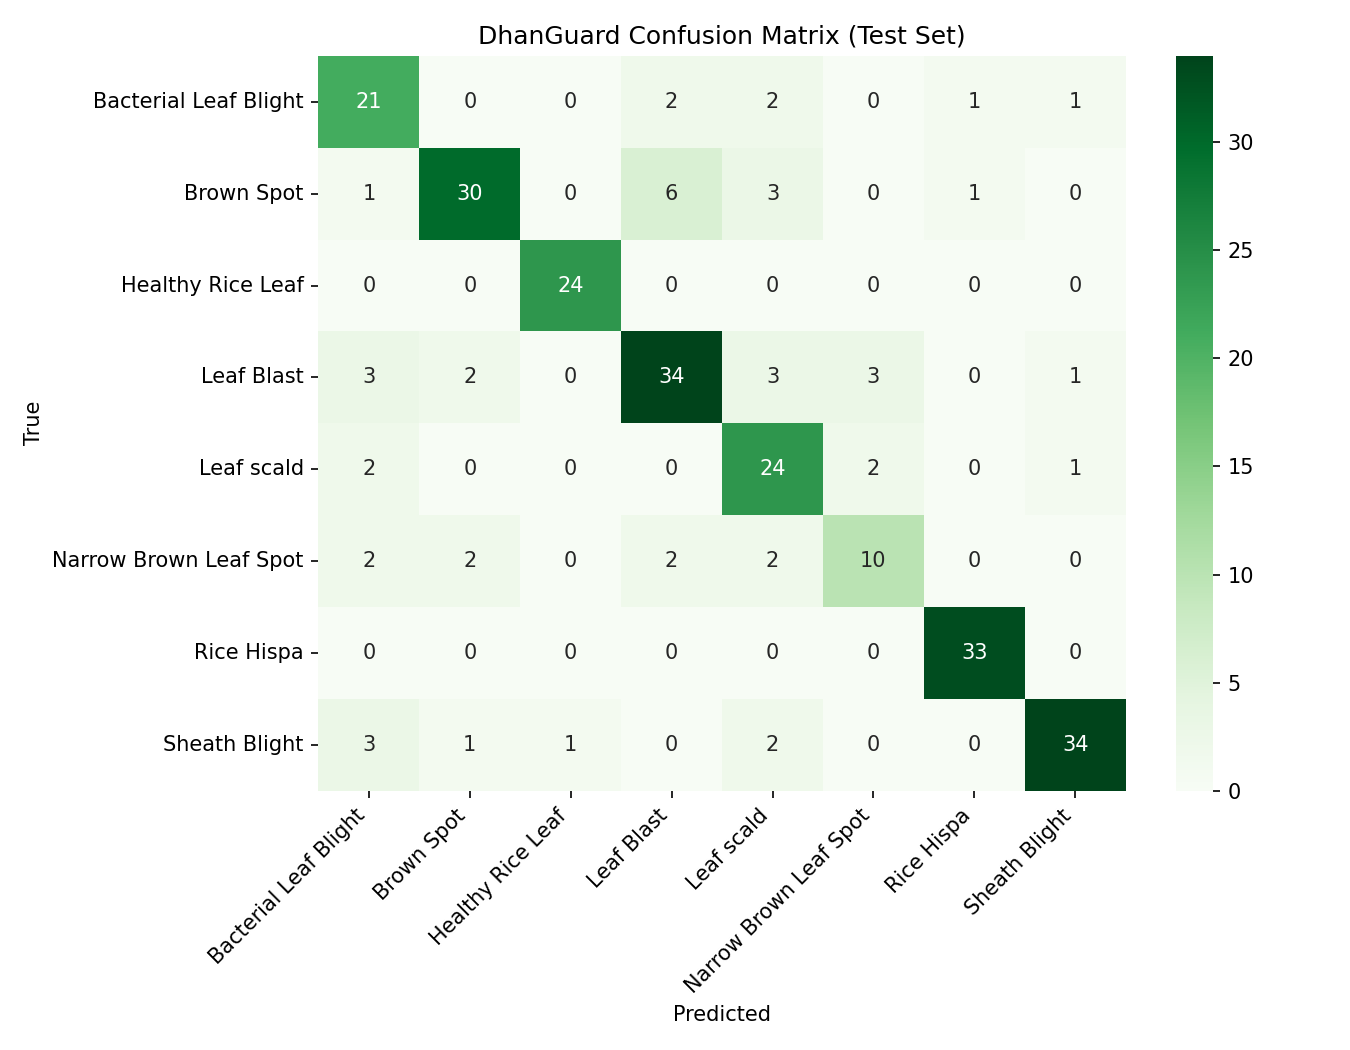 DhanGuard Confusion Matrix (Test Set)
Bacterial Leaf Blight 21 0 0 2 2 0 1 1
Brown Spot 1 30 0 6 3 0 1 0
Healthy Rice Leaf 0 0 24 0 0 0 0 0
Leaf Blast 3 2 0 34 3 3 0 1
Leaf scald 2 0 0 0 24 2 0 1
Narrow Brown Leaf Spot 2 2 0 2 2 10 0 0
Rice Hispa 0 0 0 0 0 0 33 0
Sheath Blight 3 1 1 0 2 0 0 34
True
Bacterial Leaf Blight
Brown Spot
Healthy Rice Leaf
Leaf Blast
Leaf scald
Narrow Brown Leaf Spot
Rice Hispa
Sheath Blight
Predicted
30
25
20
15
10
5
0